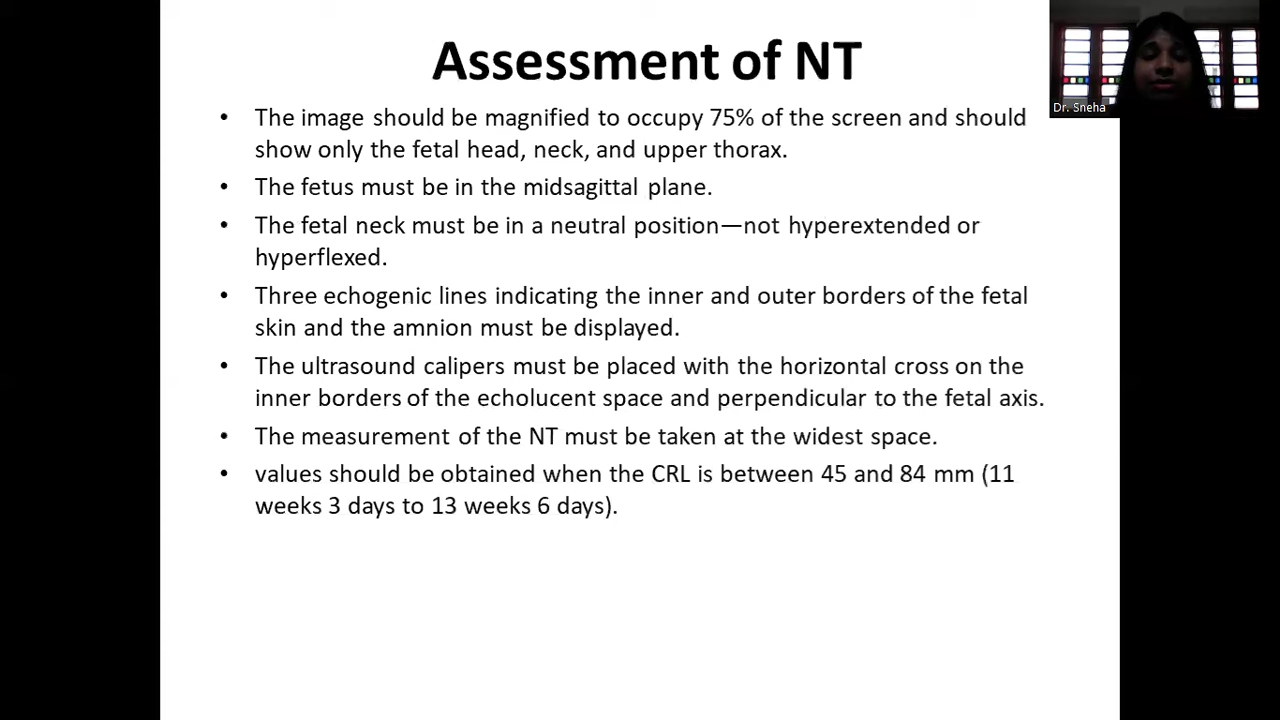 Assessment of NT
Dr. Sneha
• The image should be magnified to occupy 75% of the screen and should
show only the fetal head, neck, and upper thorax.
• The fetus must be in the midsagittal plane.
• The fetal neck must be in a neutral position—not hyperextended or
hyperflexed.
• Three echogenic lines indicating the inner and outer borders of the fetal
skin and the amnion must be displayed.
• The ultrasound calipers must be placed with the horizontal cross on the
inner borders of the echolucent space and perpendicular to the fetal axis.
• The measurement of the NT must be taken at the widest space.
• values should be obtained when the CRL is between 45 and 84 mm (11
weeks 3 days to 13 weeks 6 days).